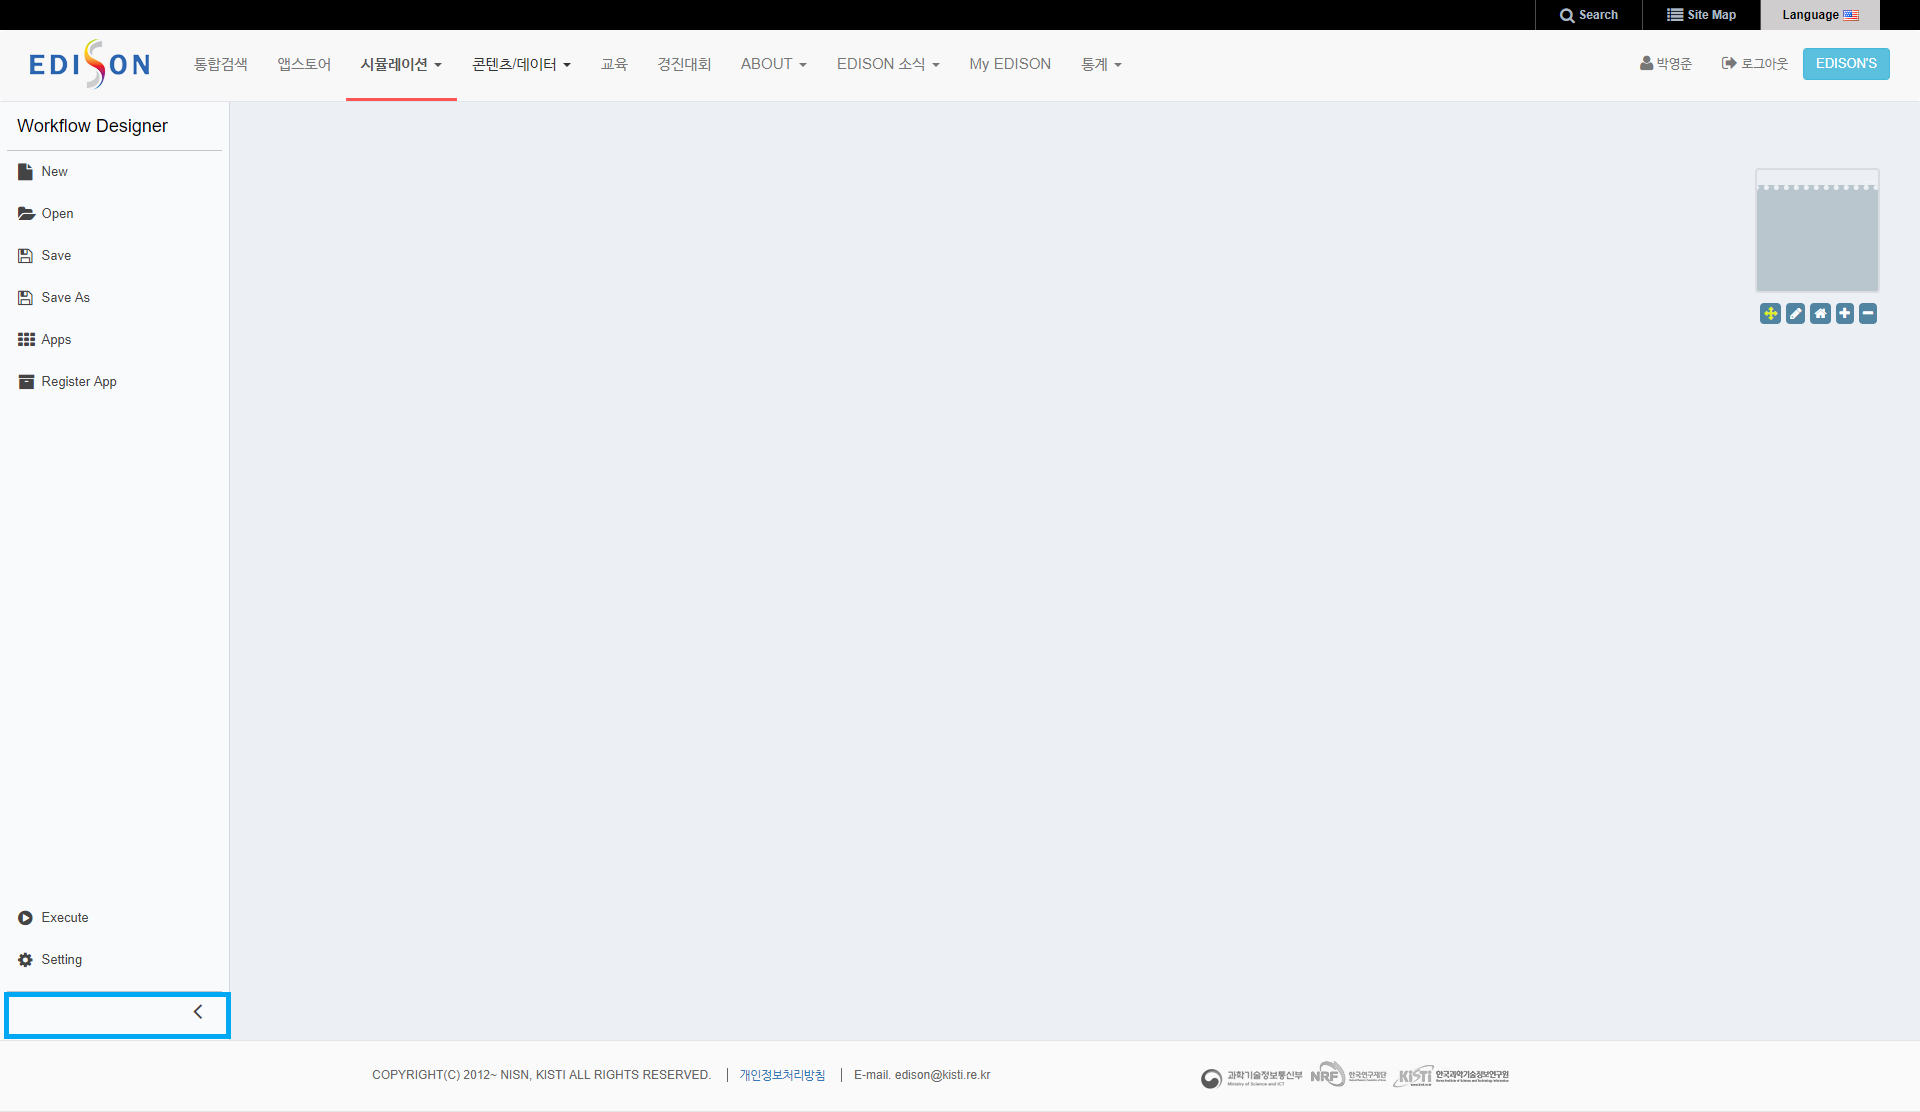 Search Site Map Language
EDISON 통합검색 앱스토어 시뮬레이션 콘텐츠/데이터 교육 경진대회 ABOUT EDISON 소식 My EDISON 통계 박영준 로그아웃 EDISON'S
Workflow Designer
New
Open
Save
Save As
Apps
Register App
Execute
Setting
COPYRIGHT(C) 2012~ NISN, KISTI ALL RIGHTS RESERVED. 개인정보처리방침 E-mail. edison@kisti.re.kr 과학기술정보통신부 NRF 한국연구재단 KiSTi 한국과학기술정보연구원
Ministry of Science and ICT